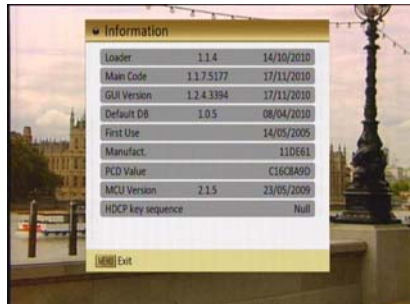 Information
Loader 1.1.4 14/10/2010
Main Code 1.1.7.5177 17/11/2010
GUI Version 1.2.4.3394 17/11/2010
Default DB 1.0.5 08/04/2010
First Use 14/05/2005
Manufact. 11DE61
PCD Value C16C8A9D
MCU Version 2.1.5 23/05/2009
HDCP key sequence Null
MENU Exit